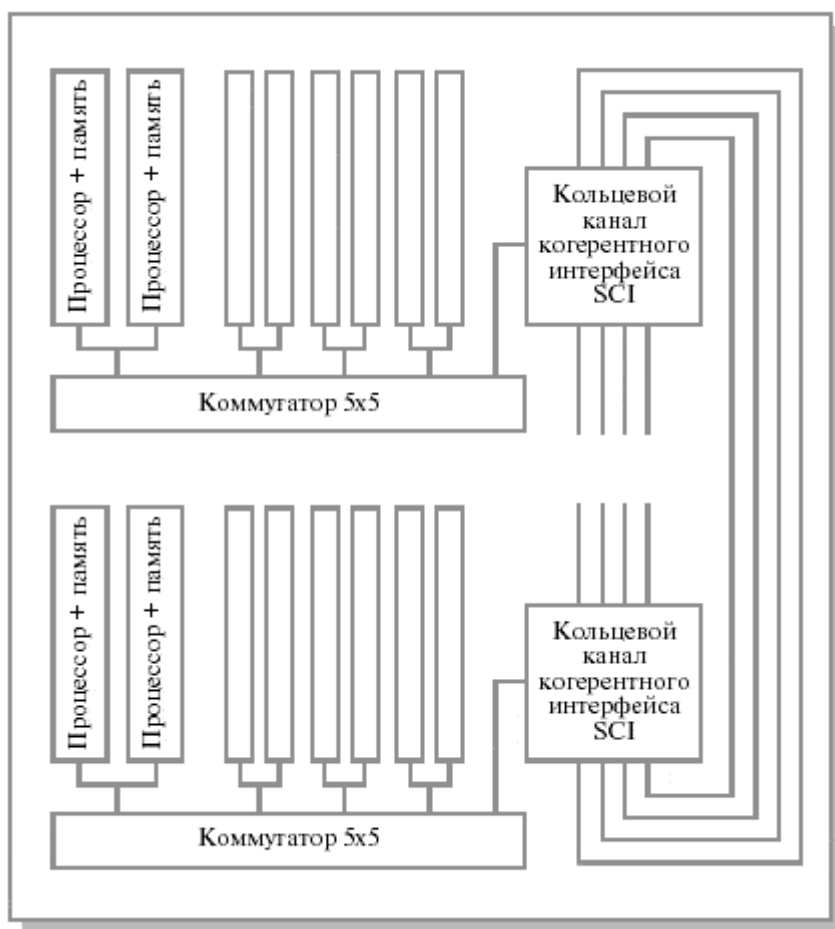 Процессор + память
Процессор + память
Кольцевой
канал
когерентного
интерфейса
SCI
Коммутатор 5x5
Процессор + память
Процессор + память
Кольцевой
канал
когерентного
интерфейса
SCI
Коммутатор 5x5